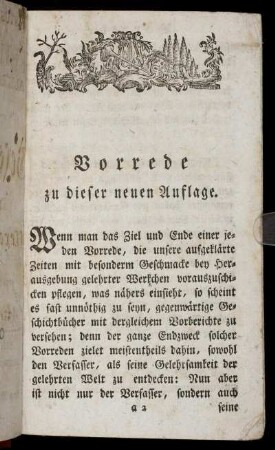 Vorrede
zu dieser neuen Auflage.
Wenn man das Ziel und Ende einer je-
den Vorrede, die unsere aufgeklärte
Zeiten mit besonderm Geschmacke bey Her-
ausgebung gelehrter Werkchen vorauszuschi-
cken pflegen, was nähers einsieht, so scheint
es fast unnöthig zu seyn, gegenwärtige Ge-
schichtbücher mit dergleichem Vorberichte zu
versehen; denn der ganze Endzweck solcher
Vorreden zielet meistentheils dahin, sowohl
den Verfasser, als seine Gelehrsamkeit der
gelehrten Welt zu entdecken: Nun aber
ist nicht nur der Verfasser, sondern auch
a 2 seine